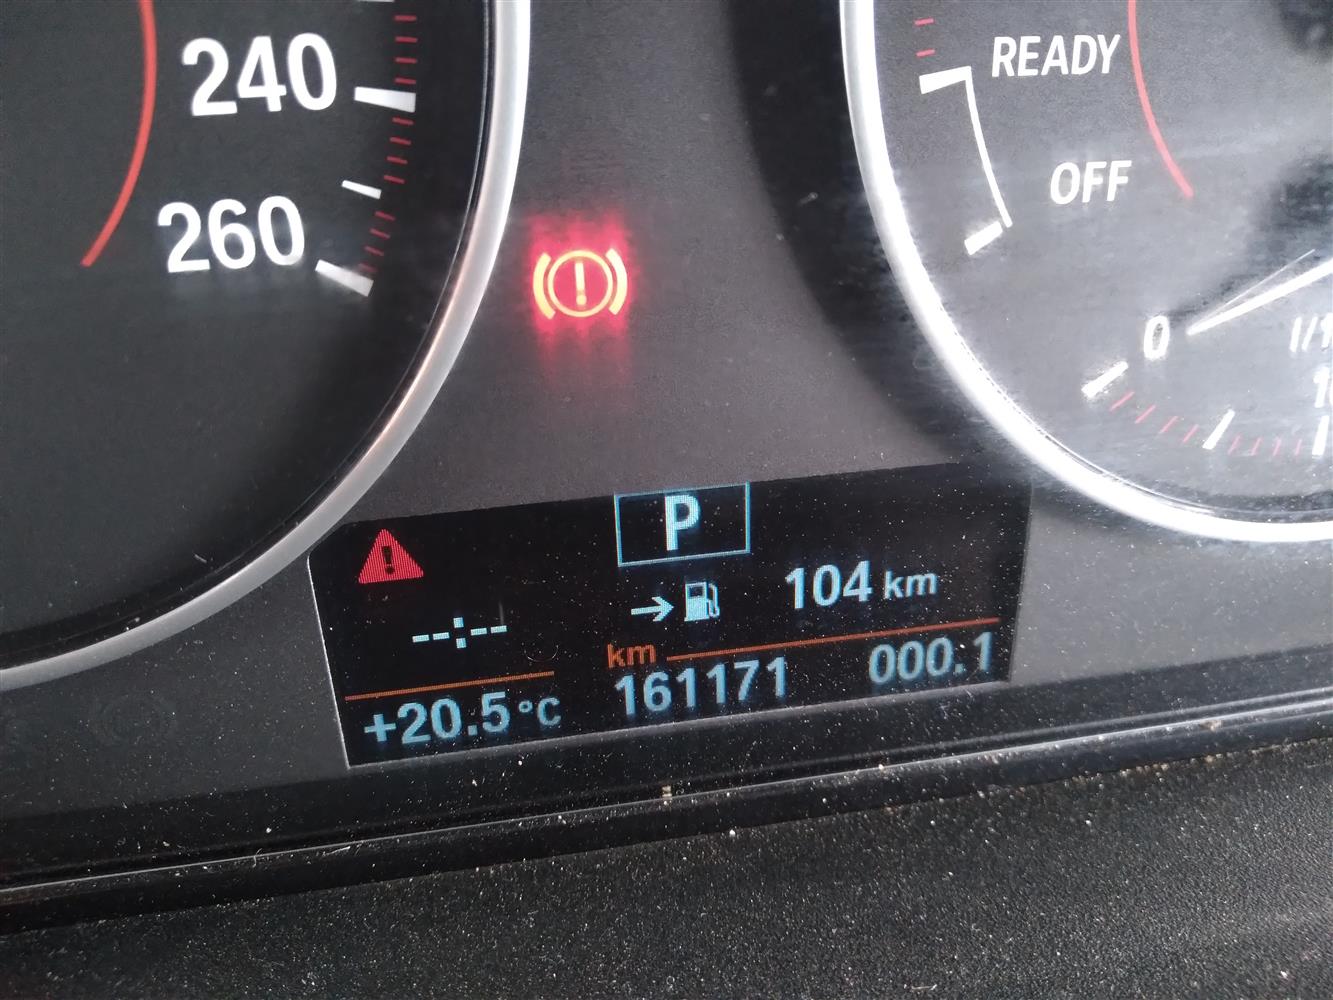 240
260
READY
OFF
0
P
104 km
--:--
km
+20.5°C
161171
000.1